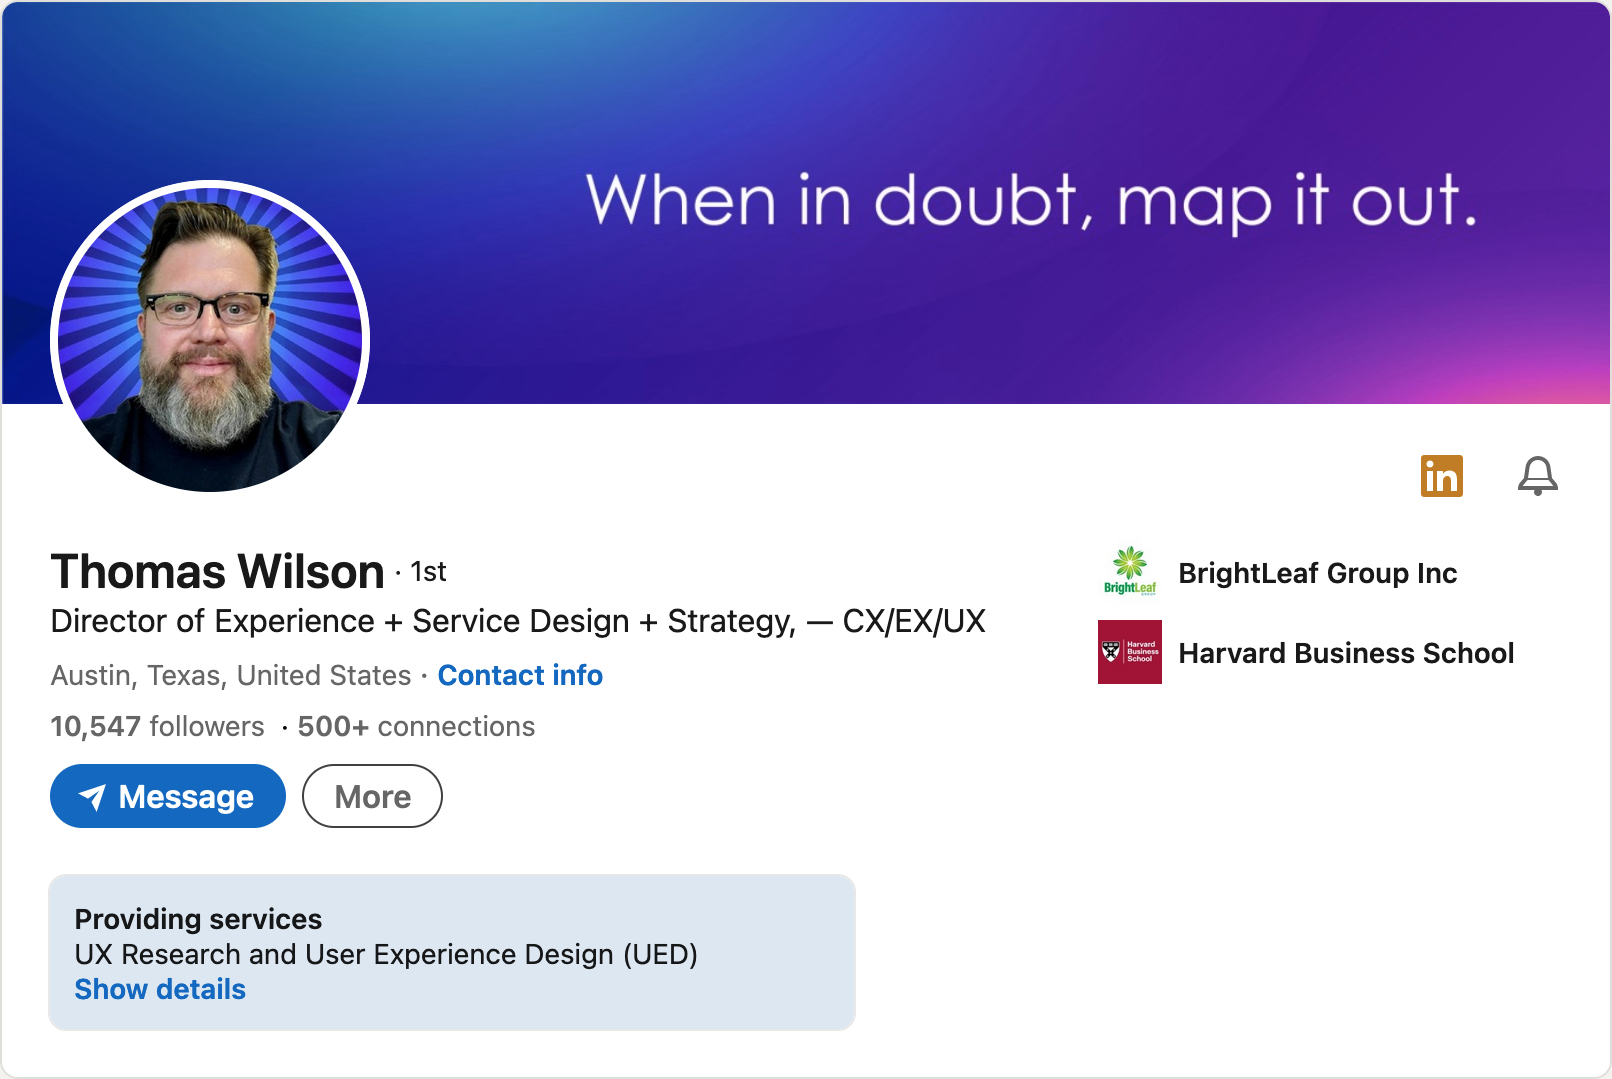 When in doubt, map it out.
in
Thomas Wilson · 1st
Director of Experience + Service Design + Strategy, — CX/EX/UX
Austin, Texas, United States · Contact info
10,547 followers · 500+ connections
Message
More
BrightLeaf
GROUP
BrightLeaf Group Inc
Harvard
Business
School
Harvard Business School
Providing services
UX Research and User Experience Design (UED)
Show details